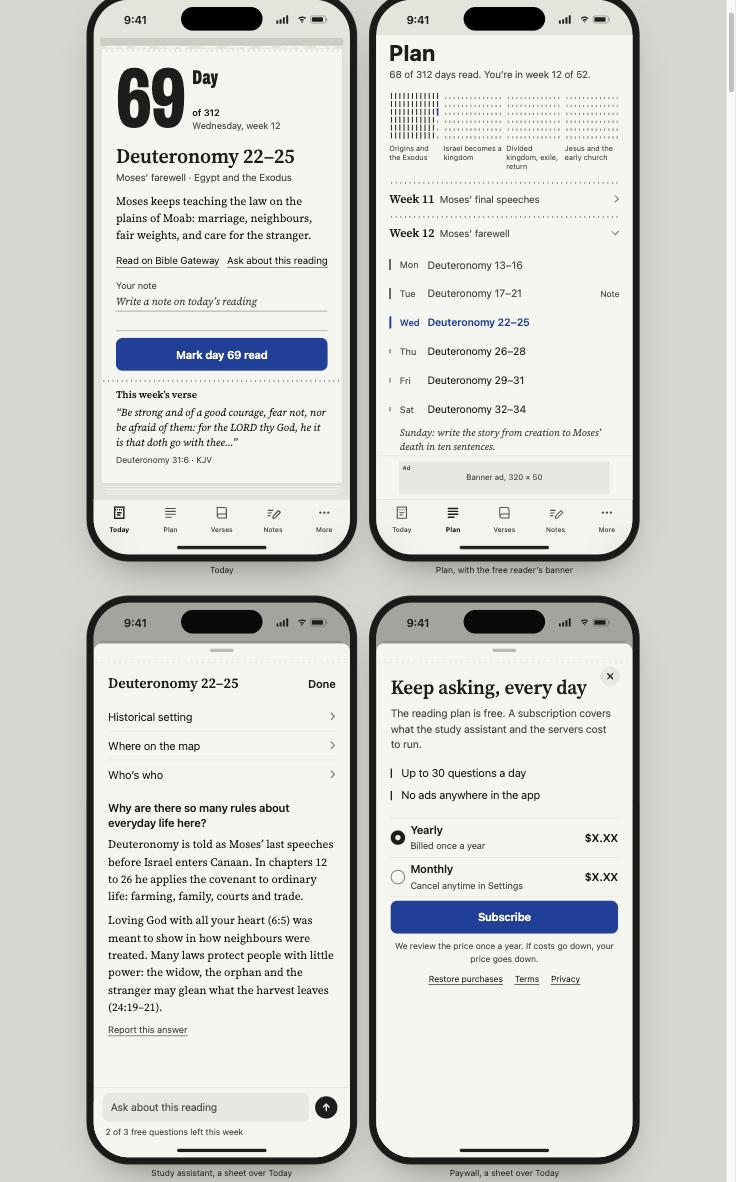 9:41
69
Day
of 312
Wednesday, week 12
Deuteronomy 22–25
Moses’ farewell · Egypt and the Exodus
Moses keeps teaching the law on the
plains of Moab: marriage, neighbours,
fair weights, and care for the stranger.
Read on Bible Gateway Ask about this reading
Your note
Write a note on today’s reading
Mark day 69 read
This week’s verse
“Be strong and of a good courage, fear not, nor
be afraid of them: for the LORD thy God, he it
is that doth go with thee...”
Deuteronomy 31:6 · KJV
Today Plan Verses Notes More
Today
9:41
Plan
68 of 312 days read. You’re in week 12 of 52.
Origins and
the Exodus
Israel becomes a
kingdom
Divided
kingdom, exile,
return
Jesus and the
early church
Week 11 Moses’ final speeches
Week 12 Moses’ farewell
Mon Deuteronomy 13–16
Tue Deuteronomy 17–21 Note
Wed Deuteronomy 22–25
Thu Deuteronomy 26–28
Fri Deuteronomy 29–31
Sat Deuteronomy 32–34
Sunday: write the story from creation to Moses’
death in ten sentences.
Ad
Banner ad, 320 × 50
Today Plan Verses Notes More
Plan, with the free reader’s banner
9:41
Deuteronomy 22–25 Done
Historical setting
Where on the map
Who’s who
Why are there so many rules about
everyday life here?
Deuteronomy is told as Moses’ last speeches
before Israel enters Canaan. In chapters 12
to 26 he applies the covenant to ordinary
life: farming, family, courts and trade.
Loving God with all your heart (6:5) was
meant to show in how neighbours were
treated. Many laws protect people with little
power: the widow, the orphan and the
stranger may glean what the harvest leaves
(24:19–21).
Report this answer
Ask about this reading
2 of 3 free questions left this week
Study assistant, a sheet over Today
9:41
Keep asking, every day
The reading plan is free. A subscription covers
what the study assistant and the servers cost
to run.
Up to 30 questions a day
No ads anywhere in the app
Yearly
Billed once a year
$X.XX
Monthly
Cancel anytime in Settings
$X.XX
Subscribe
We review the price once a year. If costs go down, your
price goes down.
Restore purchases Terms Privacy
Paywall, a sheet over Today